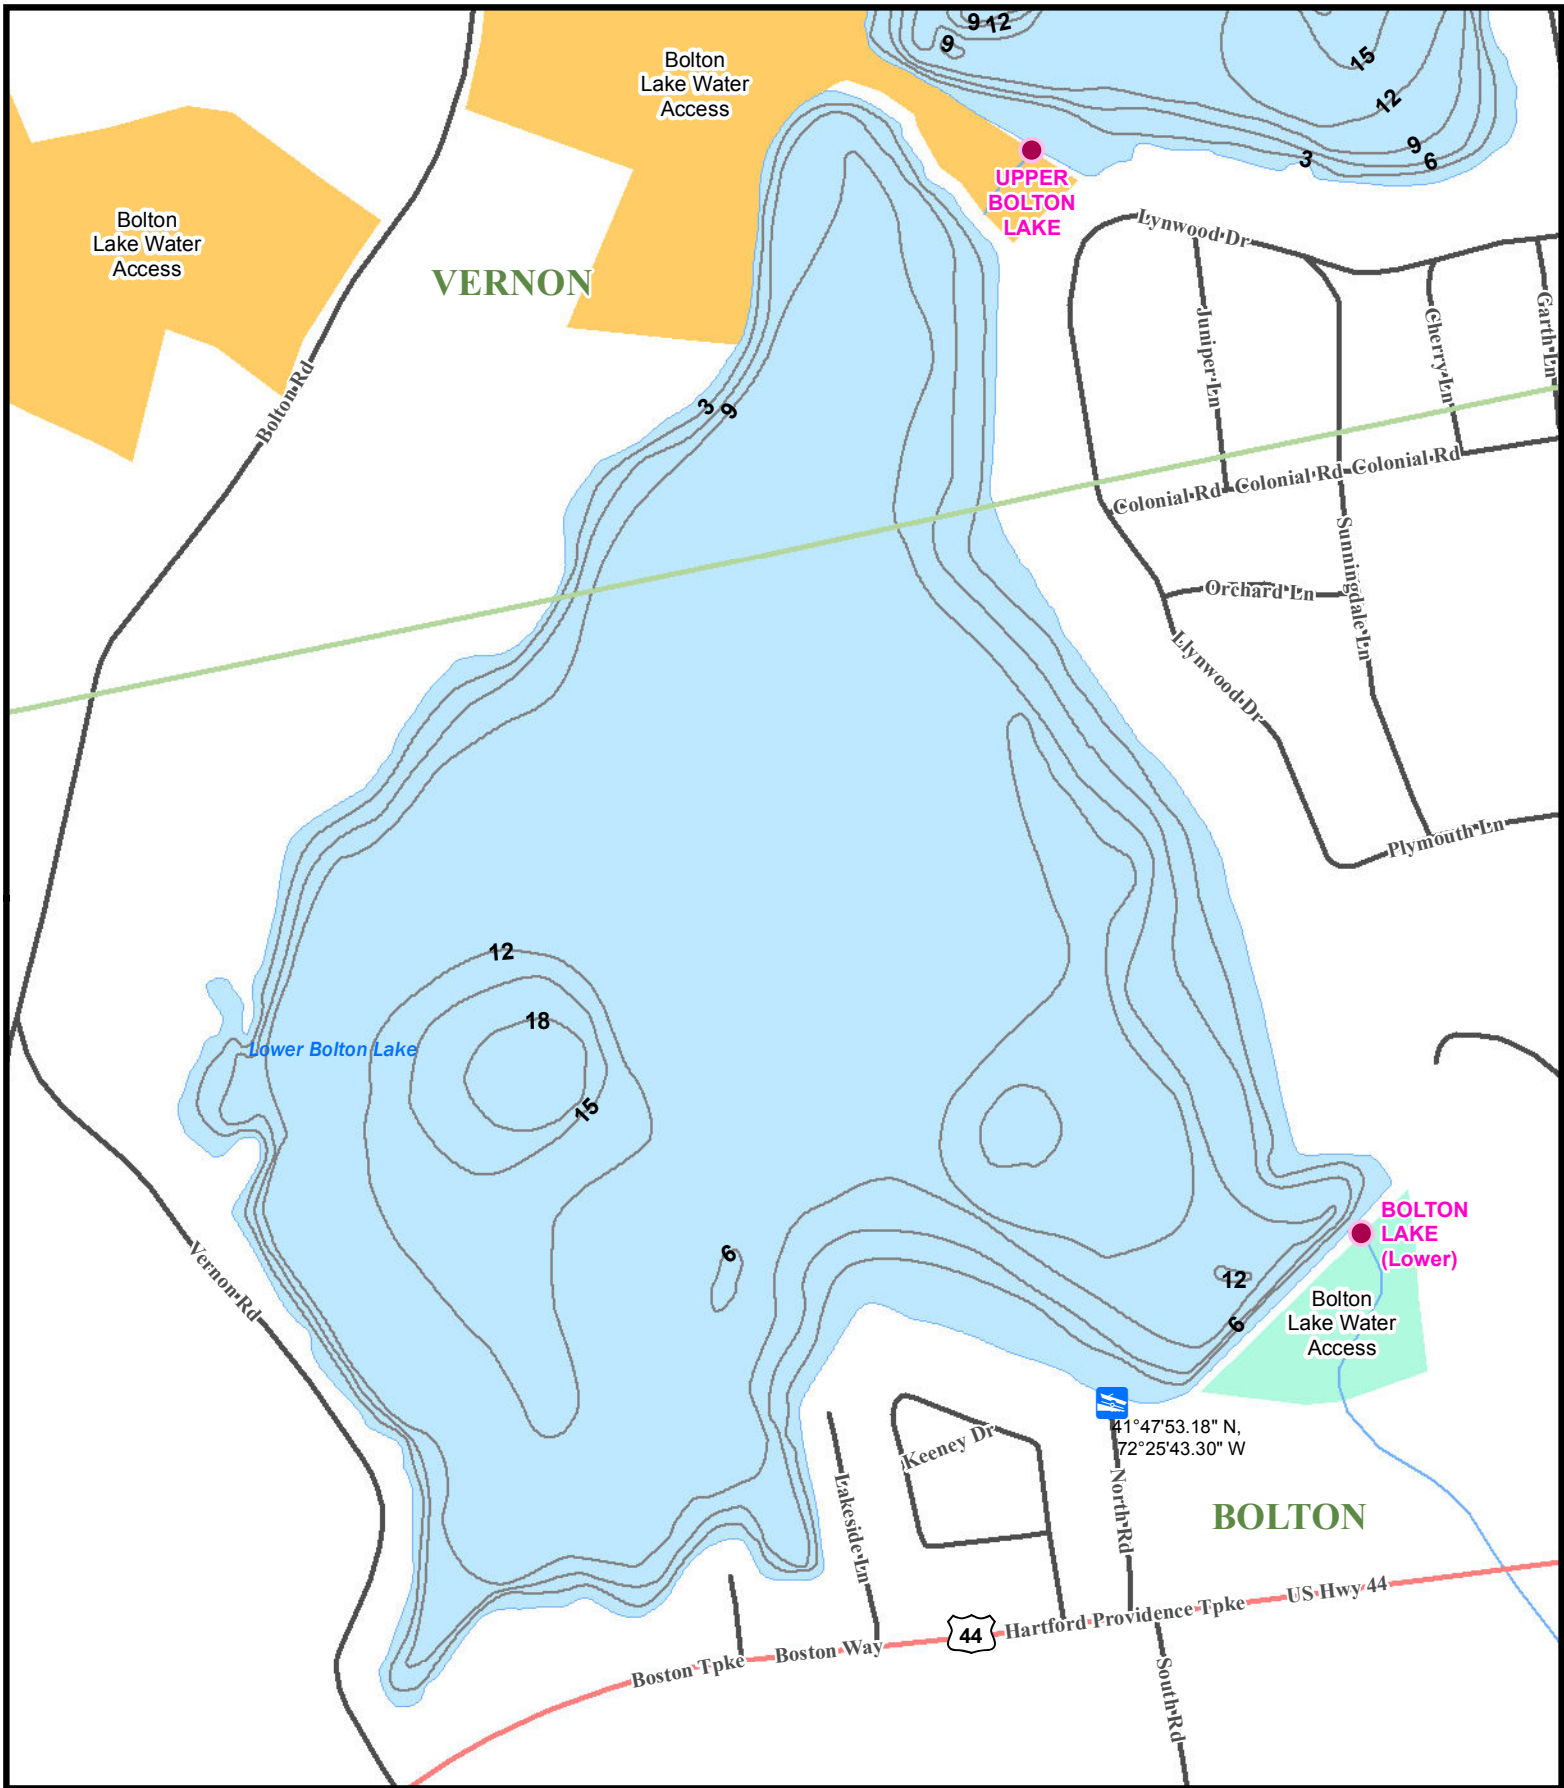 9 12
9
15
12
9
6
3
Bolton
Lake Water
Access
Bolton
Lake Water
Access
UPPER
BOLTON
LAKE
VERNON
Lynwood Dr
Juniper Ln
Cherry Ln
Garth Ln
Bolton Rd
3 9
Colonial Rd Colonial Rd Colonial Rd
Sunningdale Ln
Orchard Ln
Llynwood Dr
Plymouth Ln
12
18
Lower Bolton Lake
15
6
12
6
BOLTON
LAKE
(Lower)
Bolton
Lake Water
Access
Vernon Rd
41°47'53.18" N,
72°25'43.30" W
Keeney Dr
Lakeside Ln
North Rd
BOLTON
US Hwy 44
Hartford Providence Tpke
44
Boston Way
Boston Tpke
South Rd